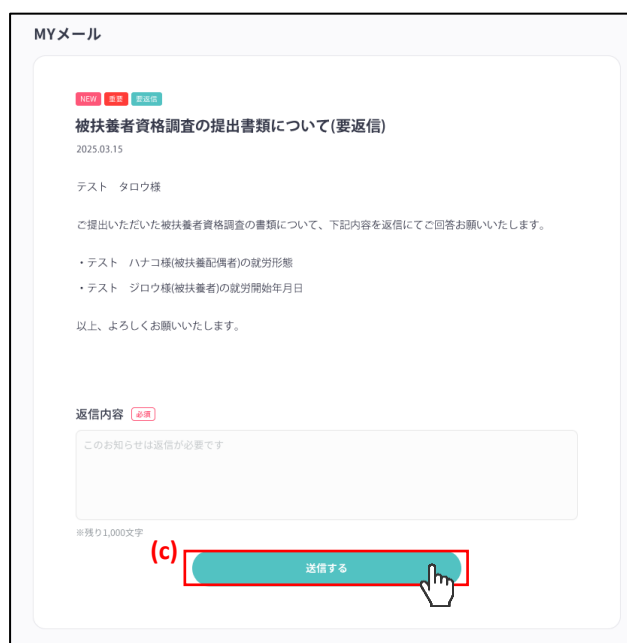 MYメール
NEW 重要 要返信
被扶養者資格調査の提出書類について(要返信)
2025.03.15
テスト　タロウ様
ご提出いただいた被扶養者資格調査の書類について、下記内容を返信にてご回答お願いいたします。
・テスト　ハナコ様(被扶養配偶者)の就労形態
・テスト　ジロウ様(被扶養者)の就労開始年月日
以上、よろしくお願いいたします。
返信内容 必須
このお知らせは返信が必要です
※残り1,000文字
(c)
送信する